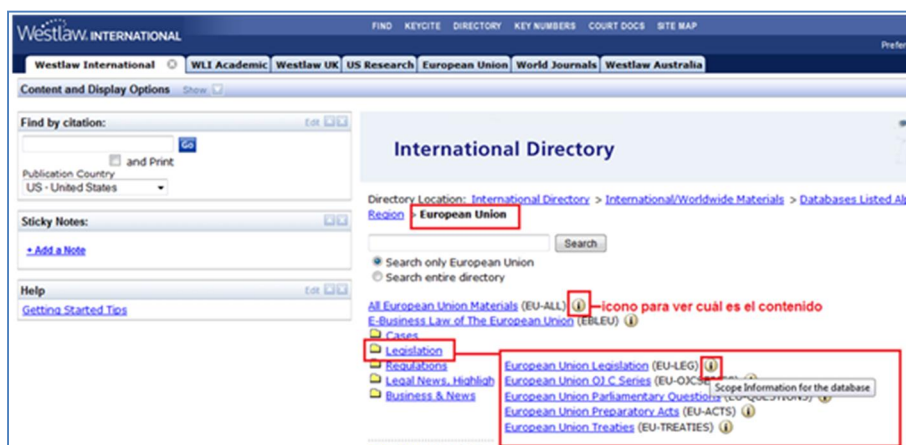 Westlaw. INTERNATIONAL
FIND KEYCITE DIRECTORY KEY NUMBERS COURT DOCS SITE MAP
Prefer
Westlaw International WLI Academic Westlaw UK US Research European Union World Journals Westlaw Australia
Content and Display Options Show
Find by citation: Edit
Go
and Print
Publication Country
US - United States
Sticky Notes:
+ Add a Note
Help Edit
Getting Started Tips
International Directory
Directory Location: International Directory > International/Worldwide Materials > Databases Listed Al
Region > European Union
Search
Search only European Union
Search entire directory
All European Union Materials (EU-ALL) icono para ver cuál es el contenido
E-Business Law of The European Union (EBLEU)
Cases
Legislation
Regulations
Legal News, Highligh
Business & News
European Union Legislation (EU-LEG)
European Union OJ C Series
Scope Information for the database
European Union Parliamentary Questions
European Union Preparatory Acts (EU-ACTS)
European Union Treaties (EU-TREATIES)